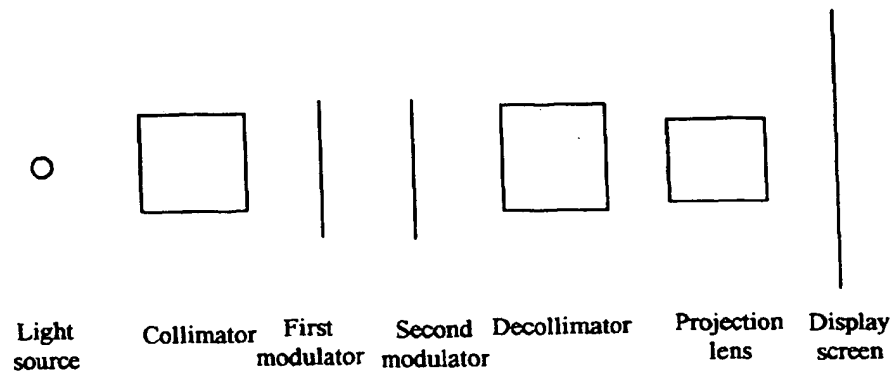 Light
source
Collimator
First
modulator
Second
modulator
Decollimator
Projection
lens
Display
screen